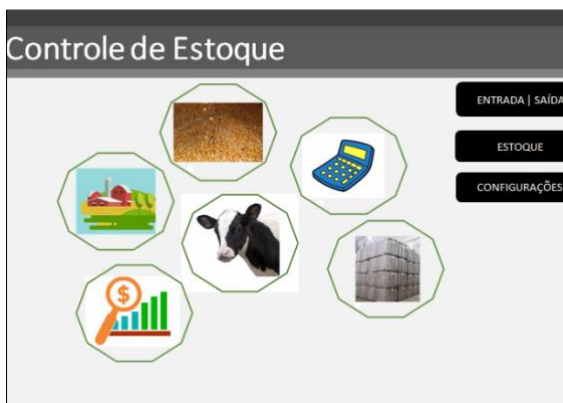 Controle de Estoque
ENTRADA | SAÍDA
ESTOQUE
CONFIGURAÇÕES